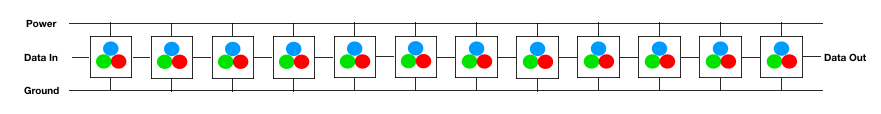 Power
Data In
Data Out
Ground